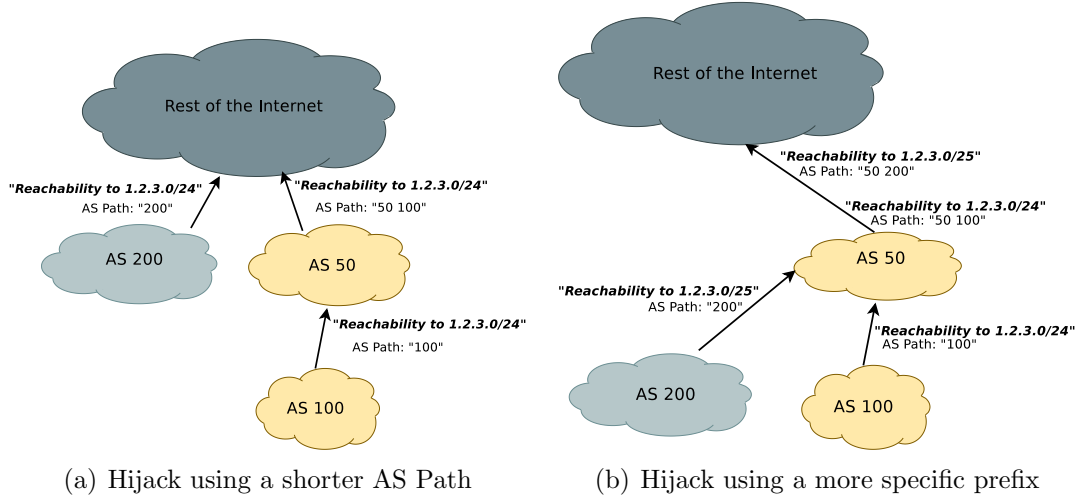 Rest of the Internet
"Reachability to 1.2.3.0/24"
AS Path: "200"
"Reachability to 1.2.3.0/24"
AS Path: "50 100"
AS 200
AS 50
"Reachability to 1.2.3.0/24"
AS Path: "100"
AS 100
(a) Hijack using a shorter AS Path
Rest of the Internet
"Reachability to 1.2.3.0/25"
AS Path: "50 200"
"Reachability to 1.2.3.0/24"
AS Path: "50 100"
AS 50
"Reachability to 1.2.3.0/25"
AS Path: "200"
"Reachability to 1.2.3.0/24"
AS Path: "100"
AS 200
AS 100
(b) Hijack using a more specific prefix